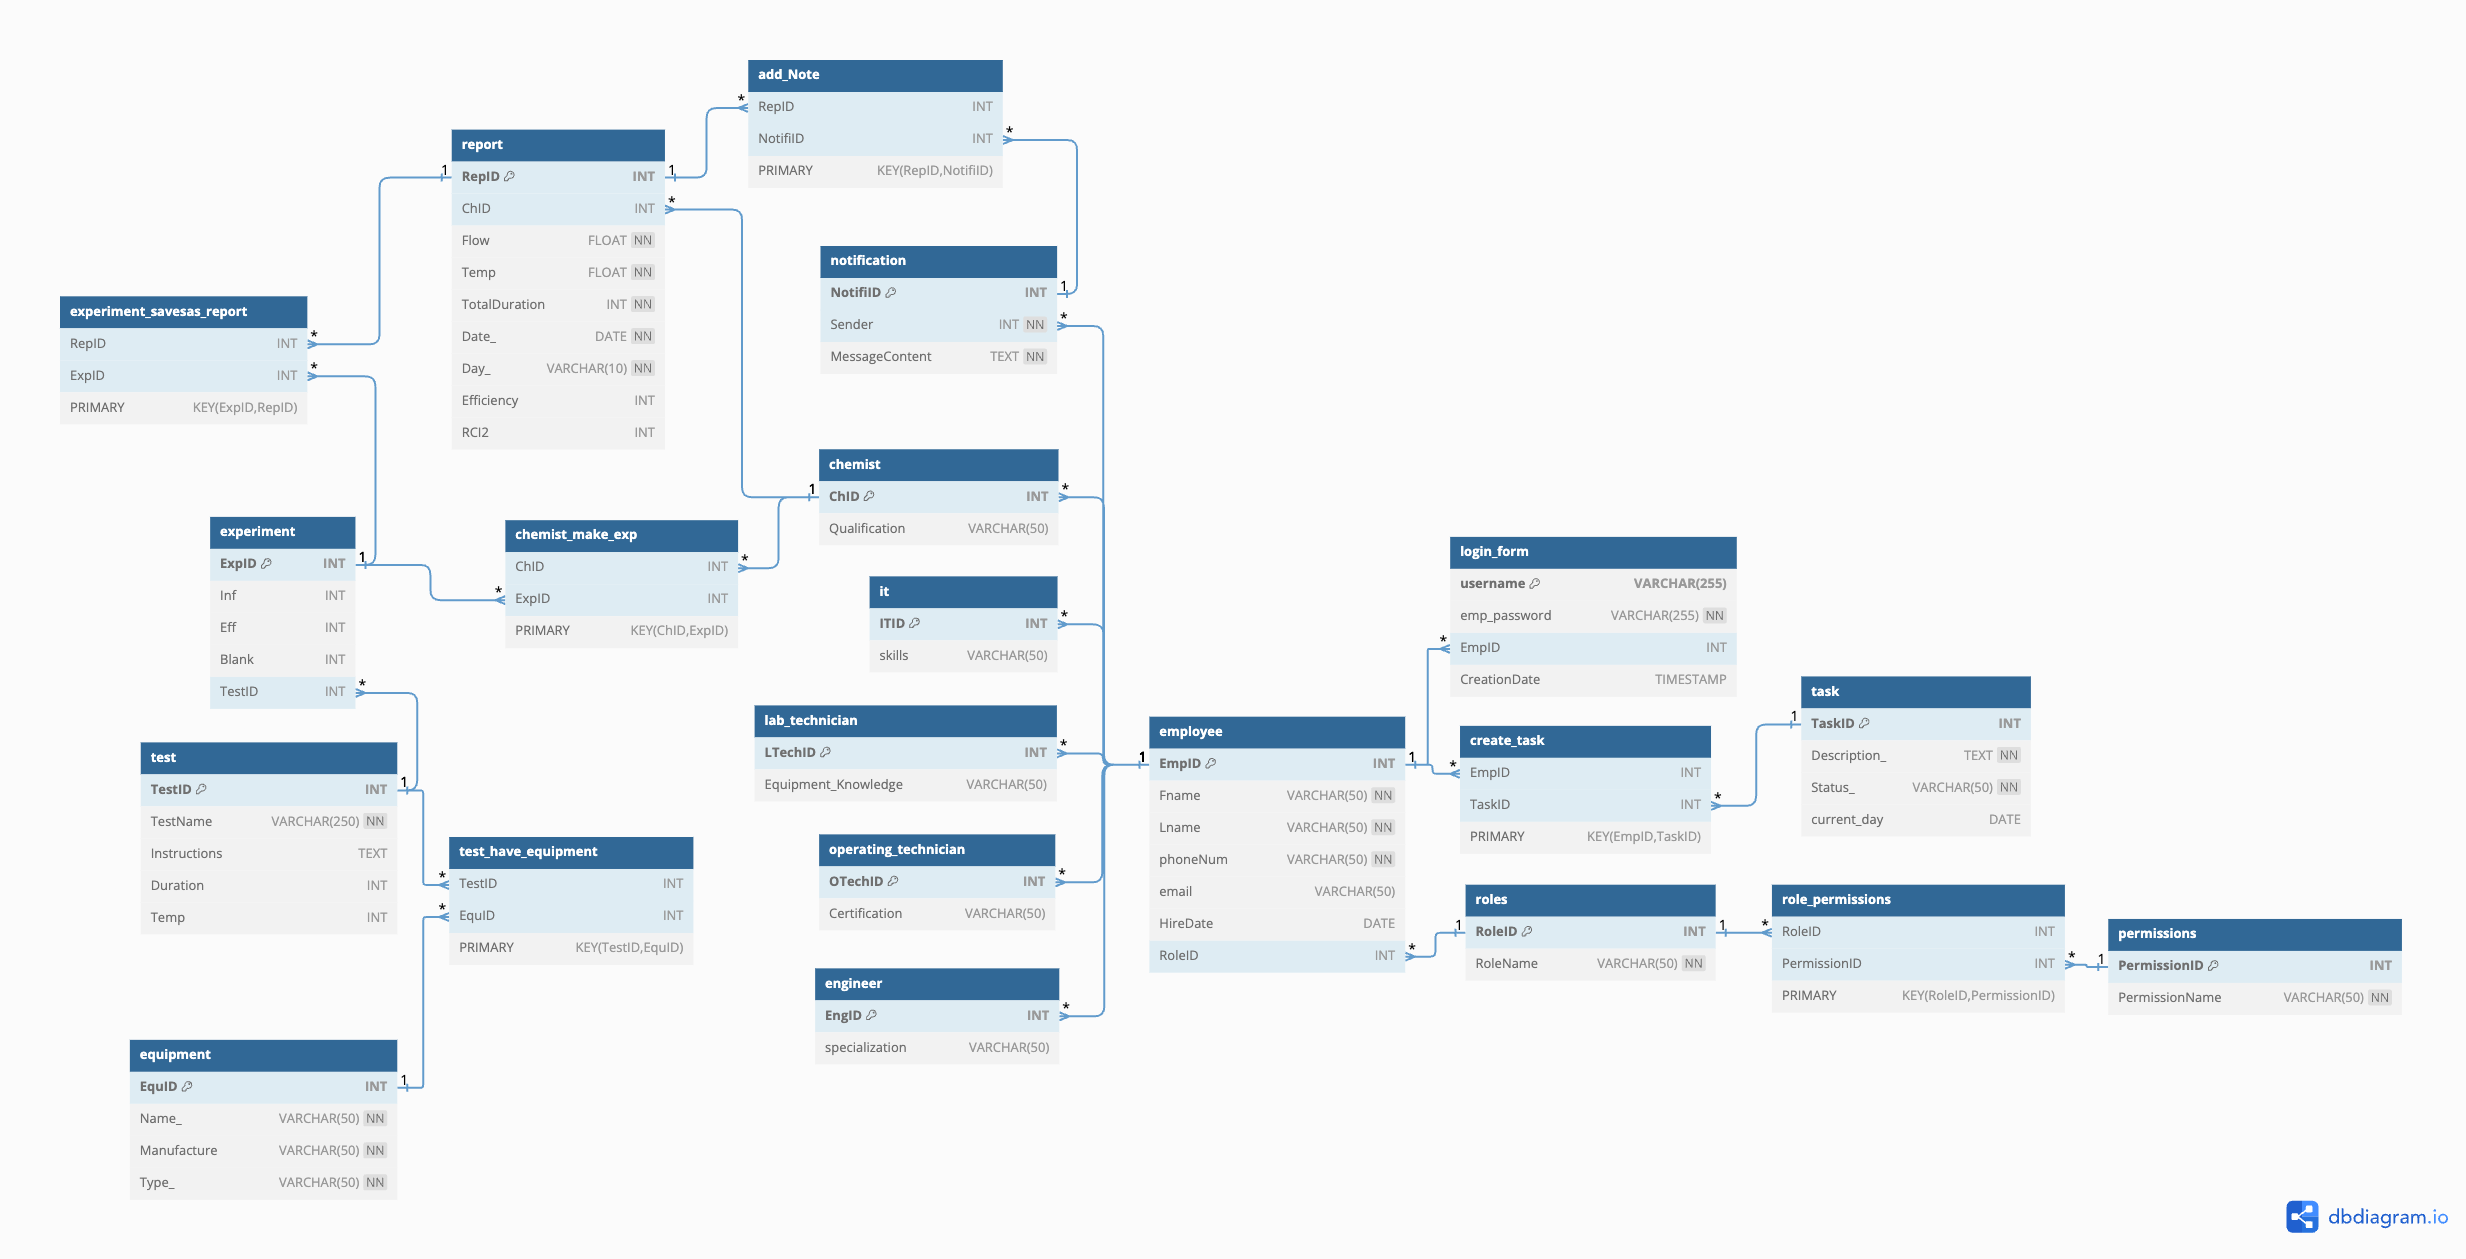 add_Note
RepID INT
NotifiID INT
PRIMARY KEY(RepID,NotifiID)
report
RepID INT
ChID INT
Flow FLOAT NN
Temp FLOAT NN
TotalDuration INT NN
Date_ DATE NN
Day_ VARCHAR(10) NN
Efficiency INT
RCI2 INT
notification
NotifiID INT
Sender INT NN
MessageContent TEXT NN
experiment_savesas_report
RepID INT
ExpID INT
PRIMARY KEY(ExpID,RepID)
chemist
ChID INT
Qualification VARCHAR(50)
experiment
ExpID INT
Inf INT
Eff INT
Blank INT
TestID INT
chemist_make_exp
ChID INT
ExpID INT
PRIMARY KEY(ChID,ExpID)
it
ITID INT
skills VARCHAR(50)
login_form
username VARCHAR(255)
emp_password VARCHAR(255) NN
EmpID INT
CreationDate TIMESTAMP
lab_technician
LTechID INT
Equipment_Knowledge VARCHAR(50)
employee
EmpID INT
Fname VARCHAR(50) NN
Lname VARCHAR(50) NN
phoneNum VARCHAR(50) NN
email VARCHAR(50)
HireDate DATE
RoleID INT
create_task
EmpID INT
TaskID INT
PRIMARY KEY(EmpID,TaskID)
task
TaskID INT
Description_ TEXT NN
Status_ VARCHAR(50) NN
current_day DATE
test
TestID INT
TestName VARCHAR(250) NN
Instructions TEXT
Duration INT
Temp INT
test_have_equipment
TestID INT
EquID INT
PRIMARY KEY(TestID,EquID)
operating_technician
OTechID INT
Certification VARCHAR(50)
roles
RoleID INT
RoleName VARCHAR(50) NN
role_permissions
RoleID INT
PermissionID INT
PRIMARY KEY(RoleID,PermissionID)
permissions
PermissionID INT
PermissionName VARCHAR(50) NN
engineer
EngID INT
specialization VARCHAR(50)
equipment
EquID INT
Name_ VARCHAR(50) NN
Manufacture VARCHAR(50) NN
Type_ VARCHAR(50) NN
dbdiagram.io